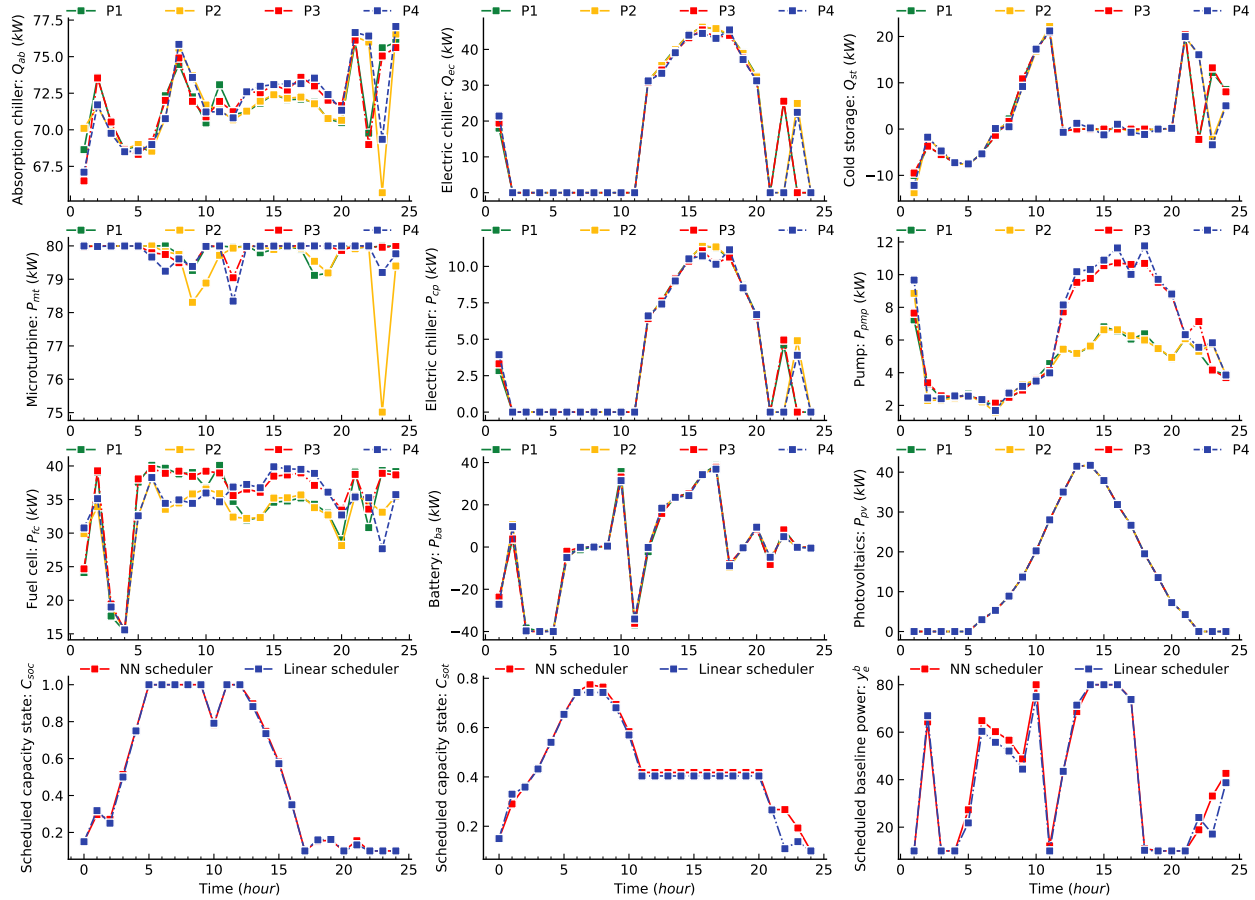 P1 P2 P3 P4
P1 P2 P3 P4
P1 P2 P3 P4
Absorption chiller: Q_ab (kW)
77.5
75.0
72.5
70.0
67.5
0 5 10 15 20 25
Electric chiller: Q_ec (kW)
40
30
20
10
0
0 5 10 15 20 25
Cold storage: Q_st (kW)
20
10
0
−10
0 5 10 15 20 25
P1 P2 P3 P4
P1 P2 P3 P4
P1 P2 P3 P4
Microturbine: P_mt (kW)
80
79
78
77
76
75
0 5 10 15 20 25
Electric chiller: P_cp (kW)
10.0
7.5
5.0
2.5
0.0
0 5 10 15 20 25
Pump: P_pmp (kW)
12
10
8
6
4
2
0 5 10 15 20 25
P1 P2 P3 P4
P1 P2 P3 P4
P1 P2 P3 P4
Fuel cell: P_fc (kW)
40
35
30
25
20
15
0 5 10 15 20 25
Battery: P_ba (kW)
40
20
0
−20
−40
0 5 10 15 20 25
Photovoltaics: P_pv (kW)
40
30
20
10
0
0 5 10 15 20 25
NN scheduler Linear scheduler
NN scheduler Linear scheduler
NN scheduler Linear scheduler
Scheduled capacity state: C_soc
1.0
0.8
0.6
0.4
0.2
0 5 10 15 20 25
Time (hour)
Scheduled capacity state: C_sot
0.8
0.6
0.4
0.2
0 5 10 15 20 25
Time (hour)
Scheduled baseline power: y_e^b
80
60
40
20
0 5 10 15 20 25
Time (hour)